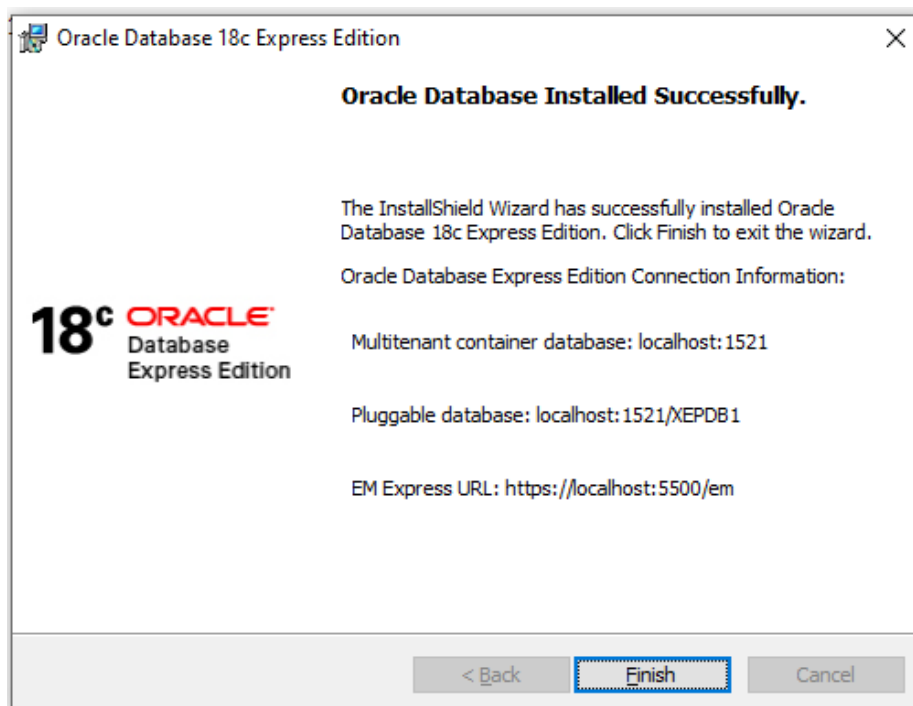 Oracle Database 18c Express Edition
Oracle Database Installed Successfully.
The InstallShield Wizard has successfully installed Oracle
Database 18c Express Edition. Click Finish to exit the wizard.
Oracle Database Express Edition Connection Information:
18c ORACLE
Database
Express Edition
Multitenant container database: localhost:1521
Pluggable database: localhost:1521/XEPDB1
EM Express URL: https://localhost:5500/em
< Back
Finish
Cancel